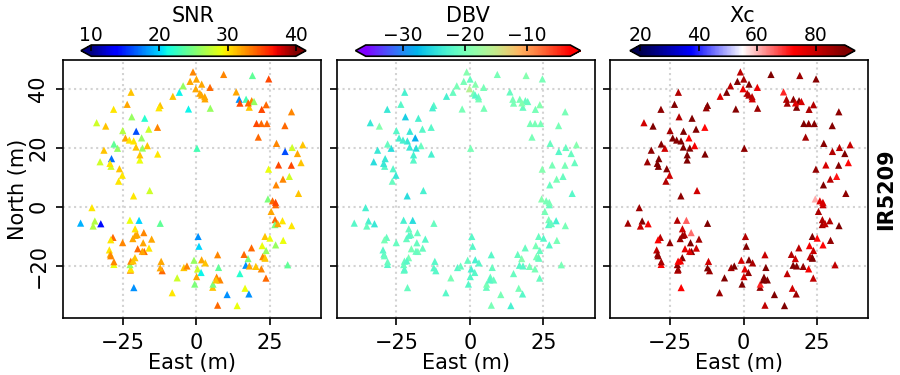 SNR DBV Xc
10 20 30 40 −30 −20 −10 20 40 60 80
40
20
0
−20
North (m)
IR5209
−25 0 25 −25 0 25 −25 0 25
East (m) East (m) East (m)